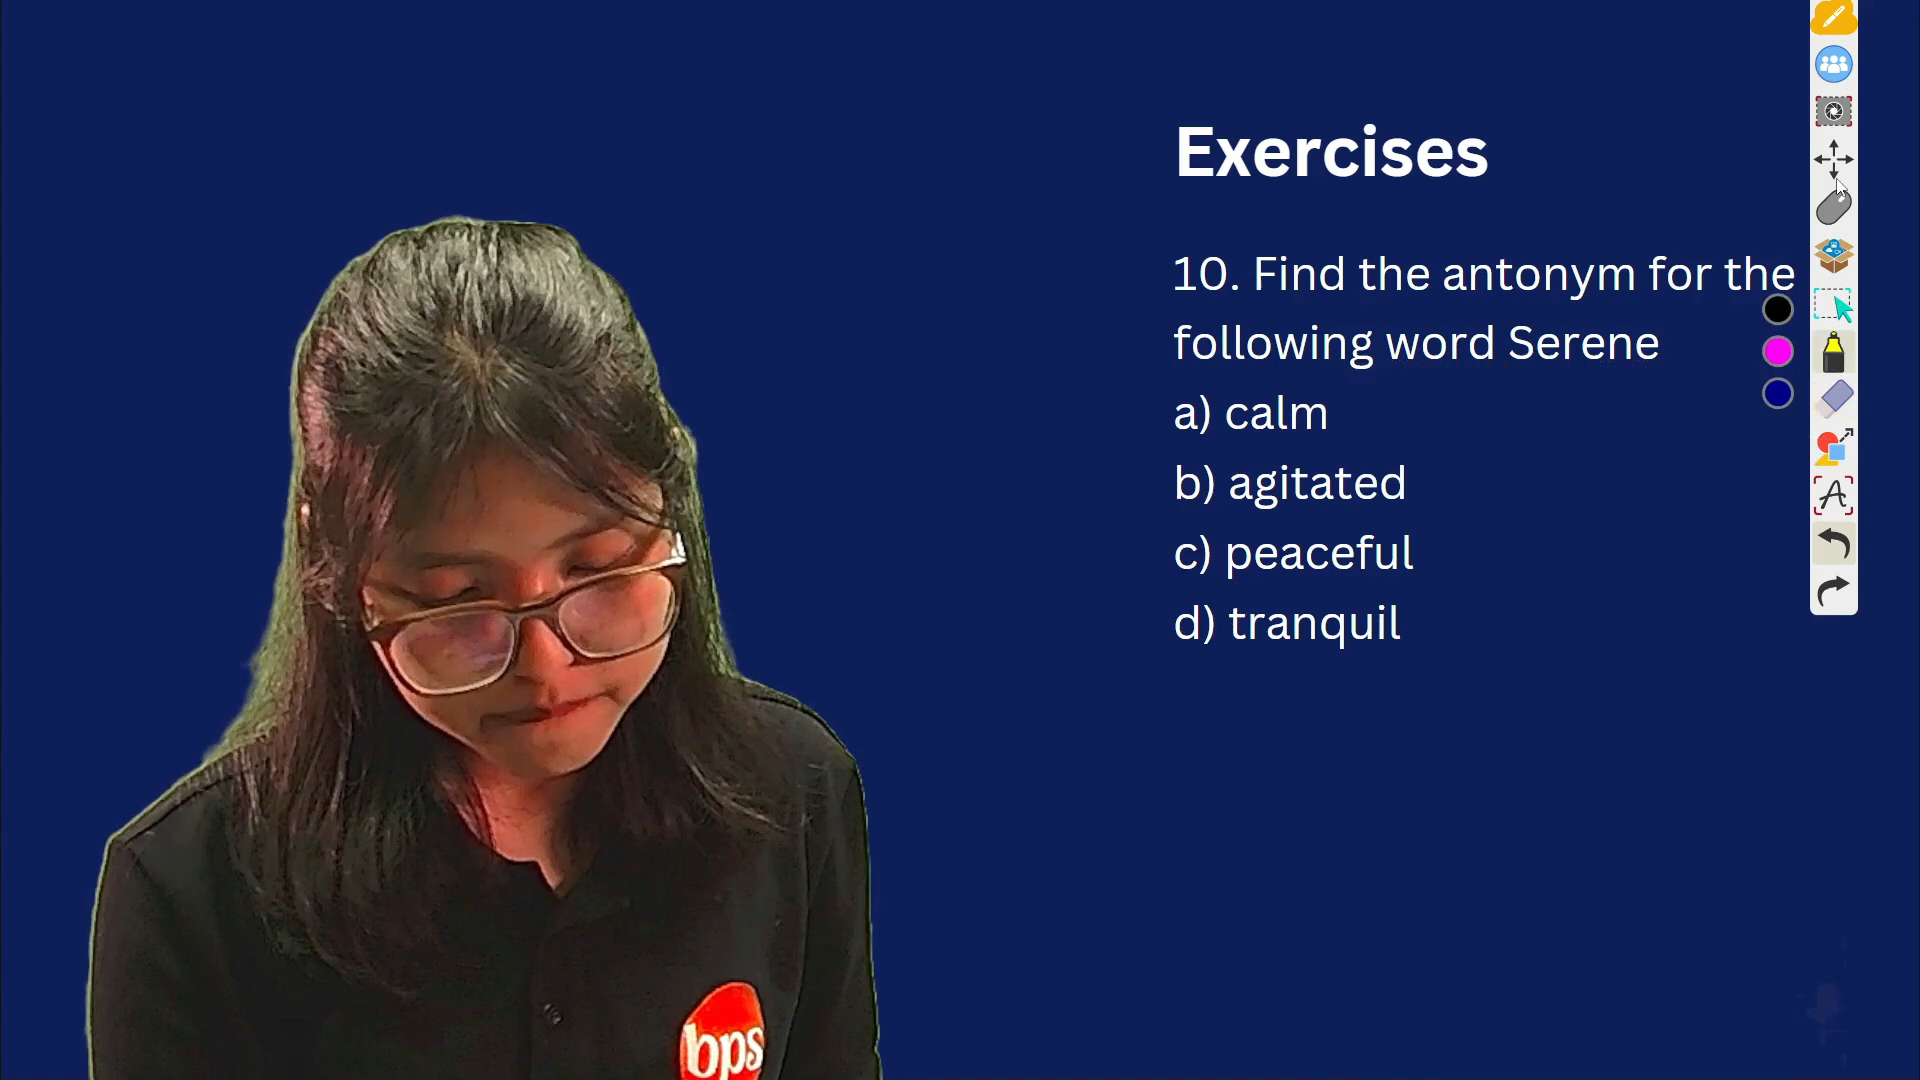 Exercises
10. Find the antonym for the
following word Serene
a) calm
b) agitated
c) peaceful
d) tranquil
bps